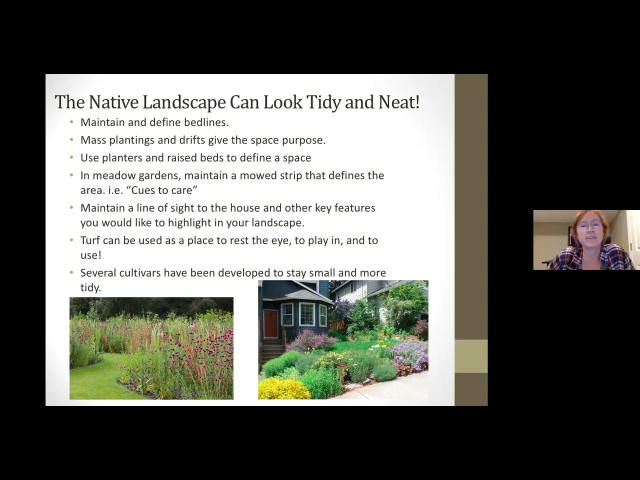 The Native Landscape Can Look Tidy and Neat!
• Maintain and define bedlines.
• Mass plantings and drifts give the space purpose.
• Use planters and raised beds to define a space
• In meadow gardens, maintain a mowed strip that defines the
area. i.e. “Cues to care”
• Maintain a line of sight to the house and other key features
you would like to highlight in your landscape.
• Turf can be used as a place to rest the eye, to play in, and to
use!
• Several cultivars have been developed to stay small and more
tidy.